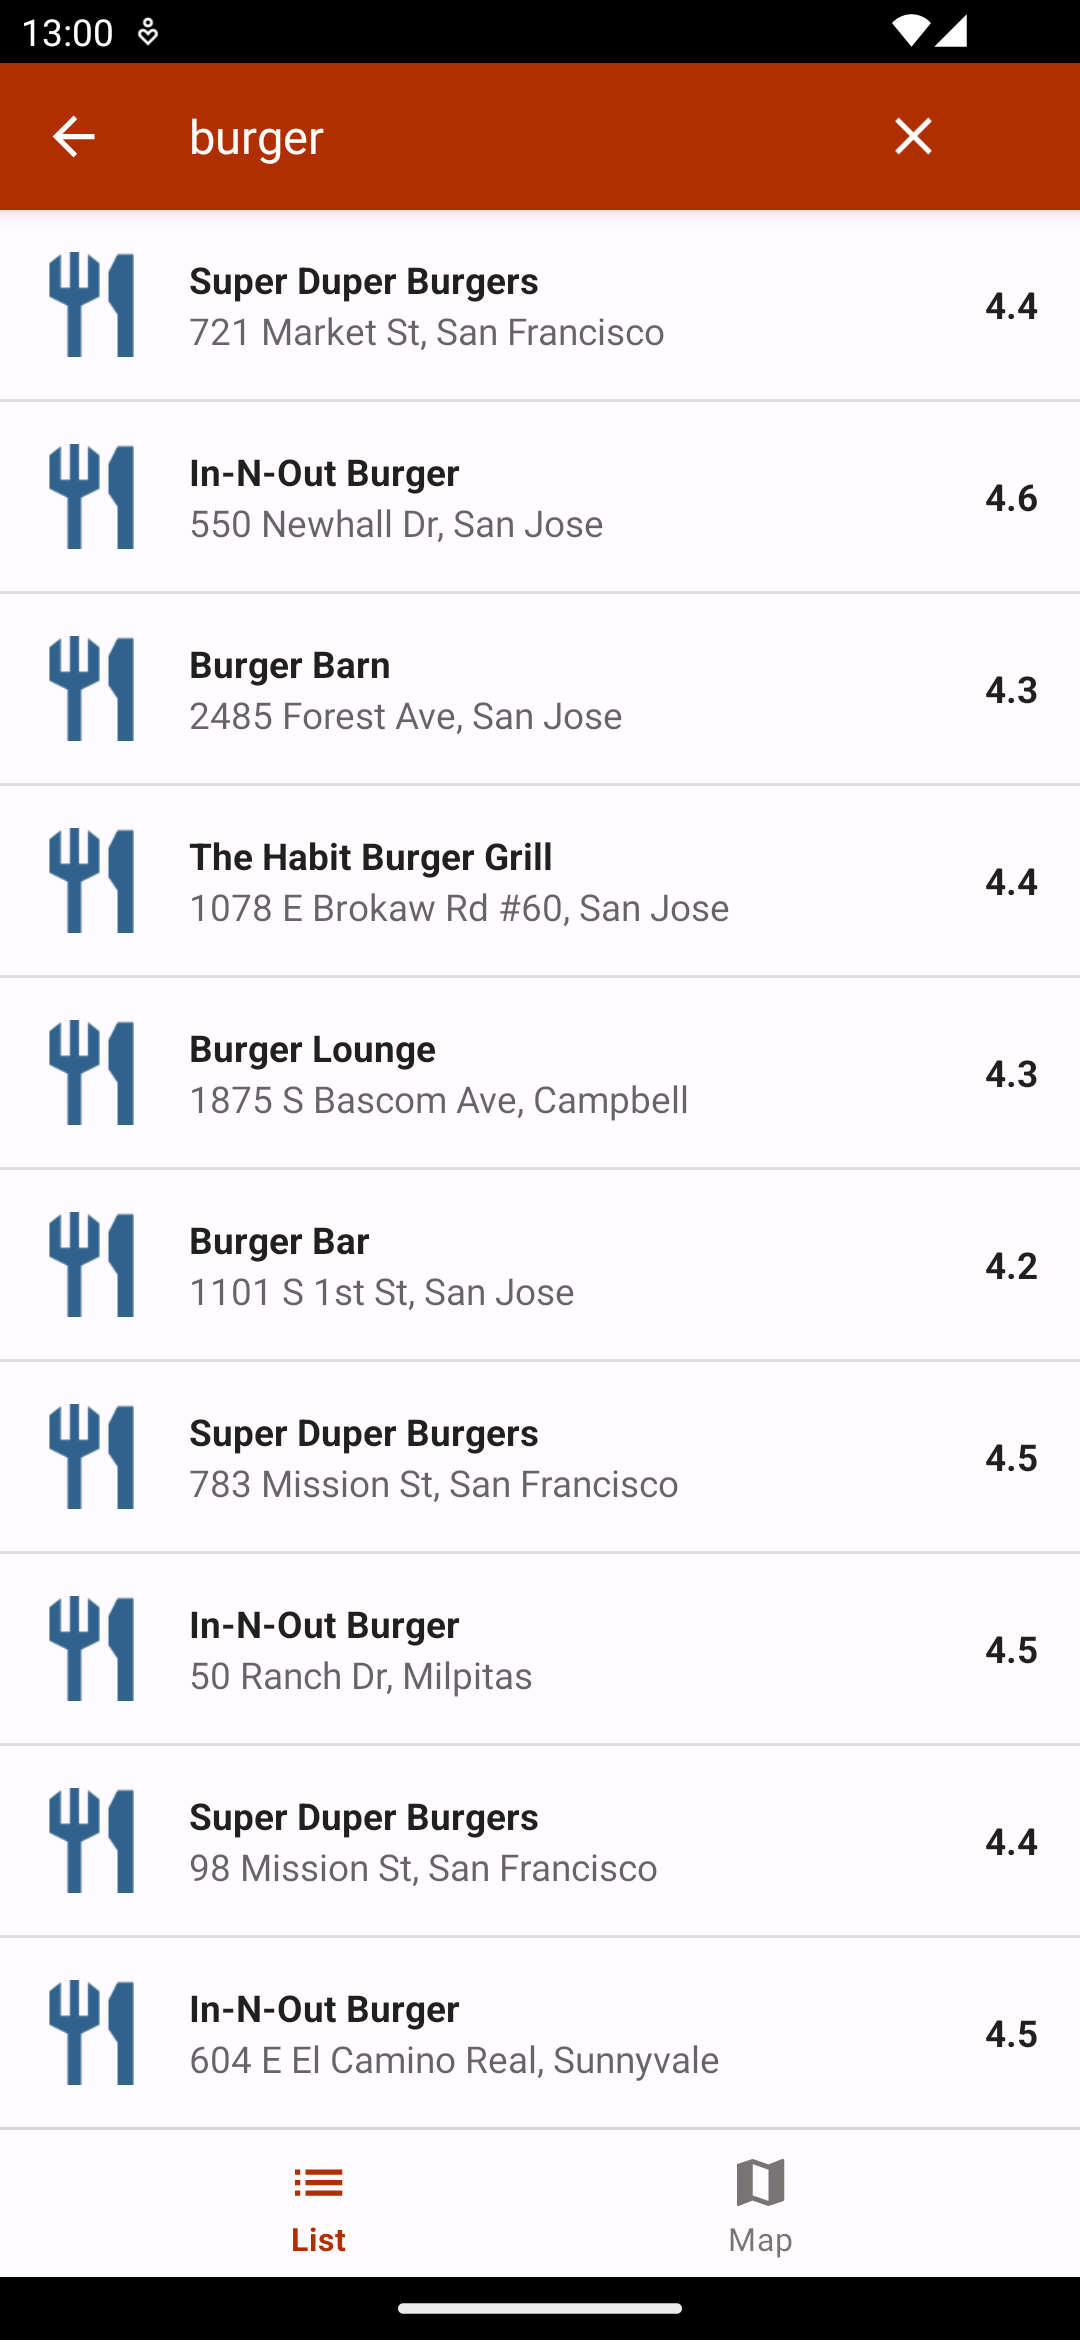 13:00
burger
Super Duper Burgers
721 Market St, San Francisco
4.4
In-N-Out Burger
550 Newhall Dr, San Jose
4.6
Burger Barn
2485 Forest Ave, San Jose
4.3
The Habit Burger Grill
1078 E Brokaw Rd #60, San Jose
4.4
Burger Lounge
1875 S Bascom Ave, Campbell
4.3
Burger Bar
1101 S 1st St, San Jose
4.2
Super Duper Burgers
783 Mission St, San Francisco
4.5
In-N-Out Burger
50 Ranch Dr, Milpitas
4.5
Super Duper Burgers
98 Mission St, San Francisco
4.4
In-N-Out Burger
604 E El Camino Real, Sunnyvale
4.5
List
Map